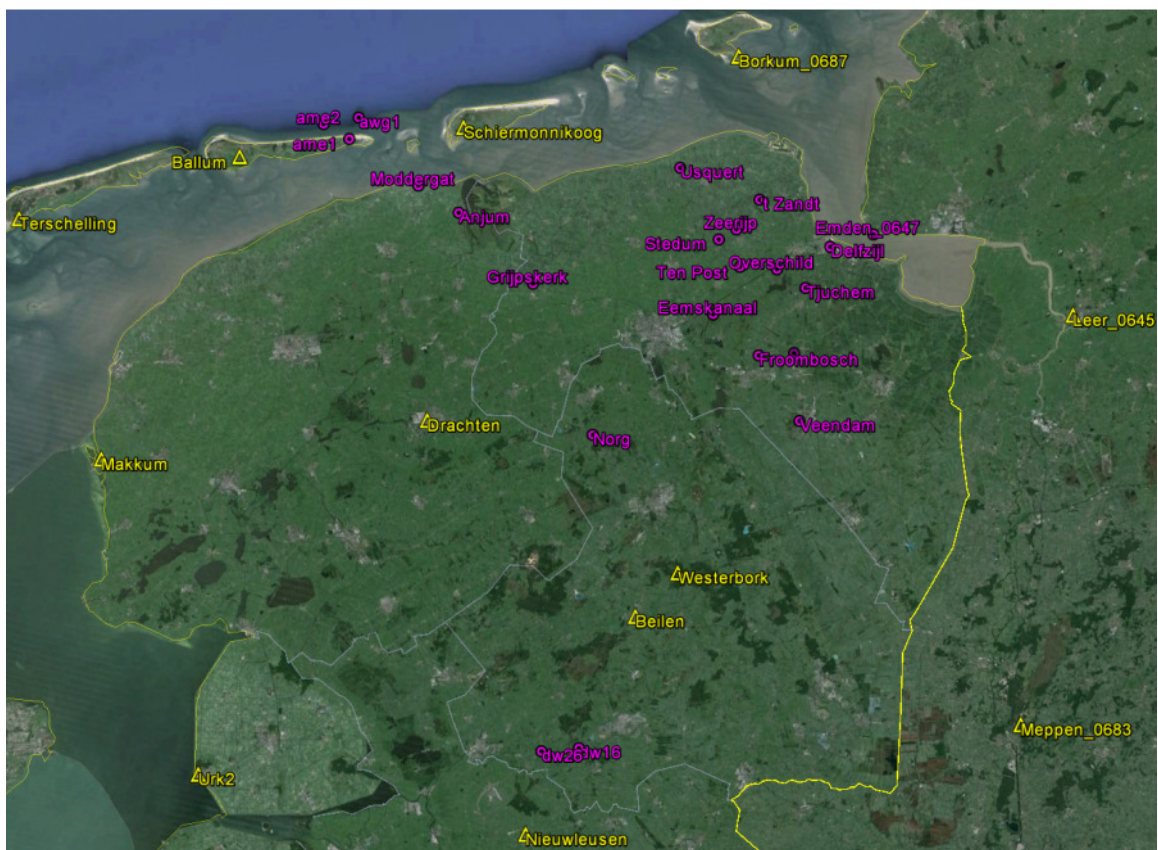 Borkum_0687
ame2
awg1
Schiermonnikoog
ame1
Ballum
Usquert
Moddergat
't Zandt
Anjum
Terschelling
Zeerijp
Emden_0647
Stedum
Delfzijl
Overschild
Ten Post
Grijpskerk
Tjuchem
Eemskanaal
Leer_0645
Froombosch
Drachten
Veendam
Norg
Makkum
Westerbork
Beilen
Meppen_0683
dw26
dw16
Urk2
Nieuwleusen